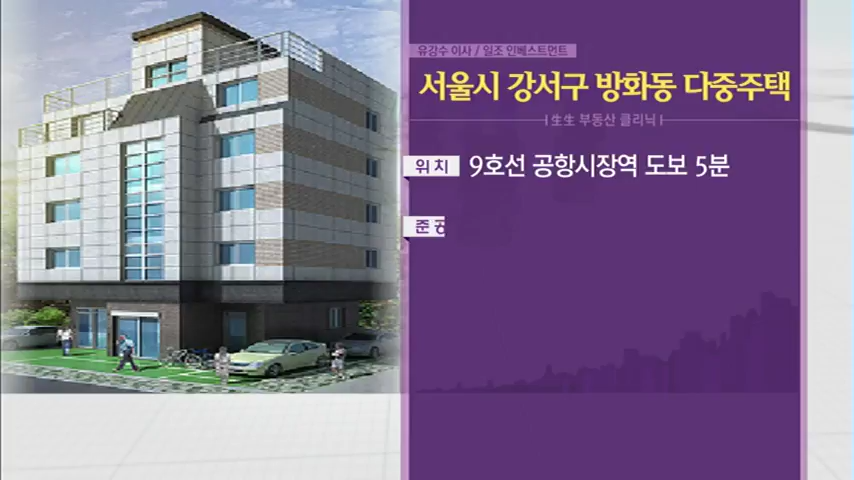 유강수 이사 / 일조 인베스트먼트
서울시 강서구 방화동 다중주택
生生 부동산 클리닉
위 치 9호선 공항시장역 도보 5분
준 공